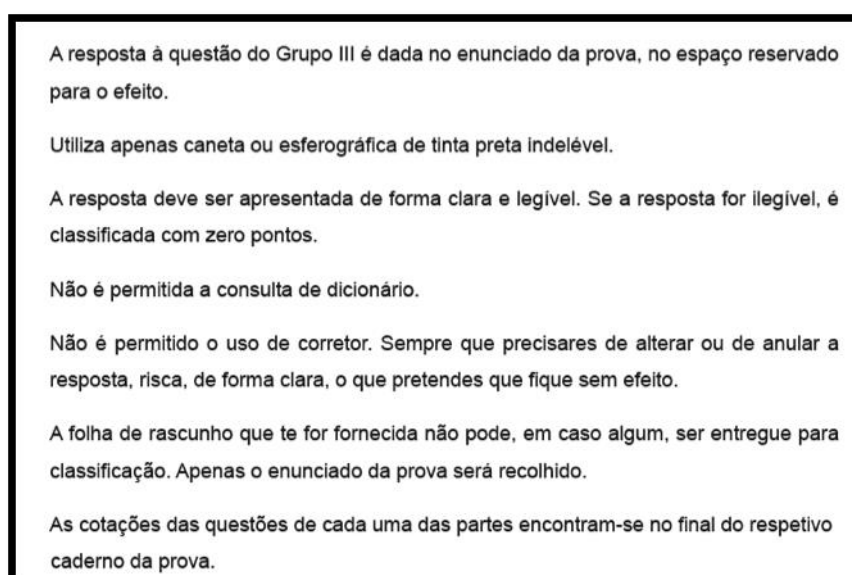 A resposta à questão do Grupo III é dada no enunciado da prova, no espaço reservado
para o efeito.
Utiliza apenas caneta ou esferográfica de tinta preta indelével.
A resposta deve ser apresentada de forma clara e legível. Se a resposta for ilegível, é
classificada com zero pontos.
Não é permitida a consulta de dicionário.
Não é permitido o uso de corretor. Sempre que precisares de alterar ou de anular a
resposta, risca, de forma clara, o que pretendes que fique sem efeito.
A folha de rascunho que te for fornecida não pode, em caso algum, ser entregue para
classificação. Apenas o enunciado da prova será recolhido.
As cotações das questões de cada uma das partes encontram-se no final do respetivo
caderno da prova.